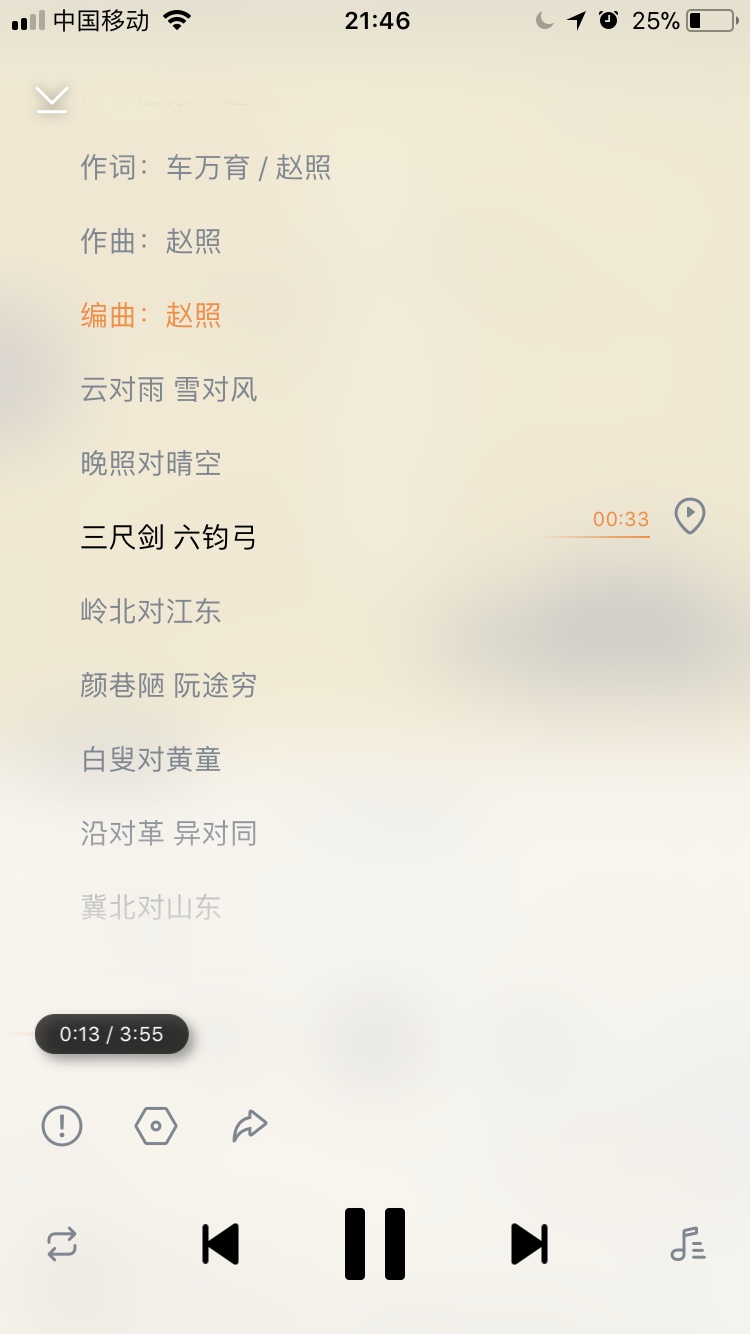 中国移动 21:46 25%
作词：车万育 / 赵照
作曲：赵照
编曲：赵照
云对雨 雪对风
晚照对晴空
三尺剑 六钧弓
00:33
岭北对江东
颜巷陋 阮途穷
白叟对黄童
沿对革 异对同
冀北对山东
0:13 / 3:55